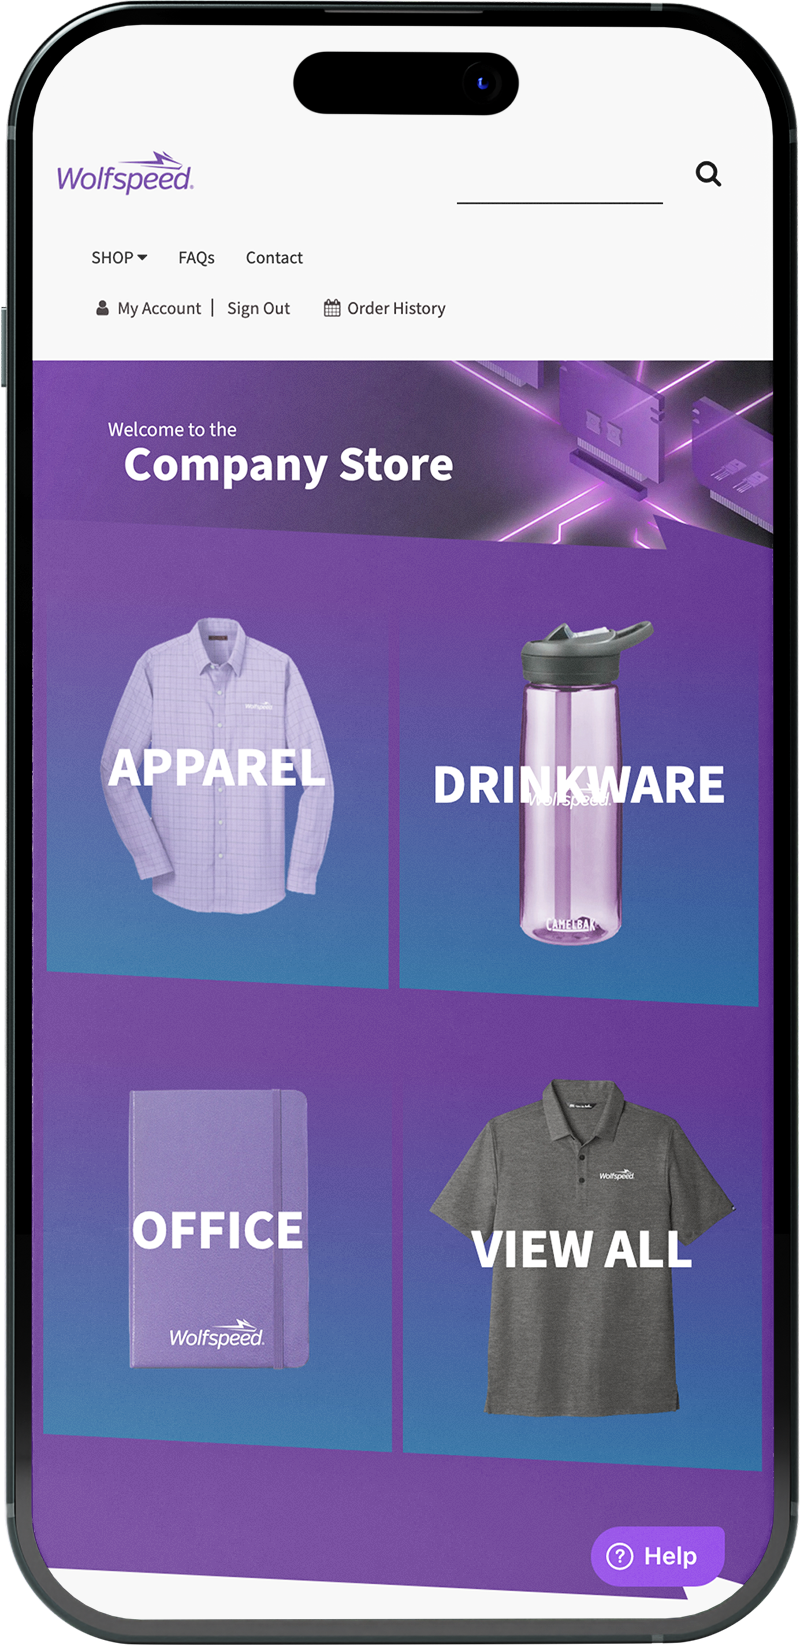 Wolfspeed.
SHOP FAQs Contact
My Account | Sign Out Order History
Welcome to the
Company Store
Wolfspeed.
APPAREL
DRINKWARE
Wolfspeed.
CAMELBAK
Wolfspeed.
OFFICE
VIEW ALL
Wolfspeed.
? Help